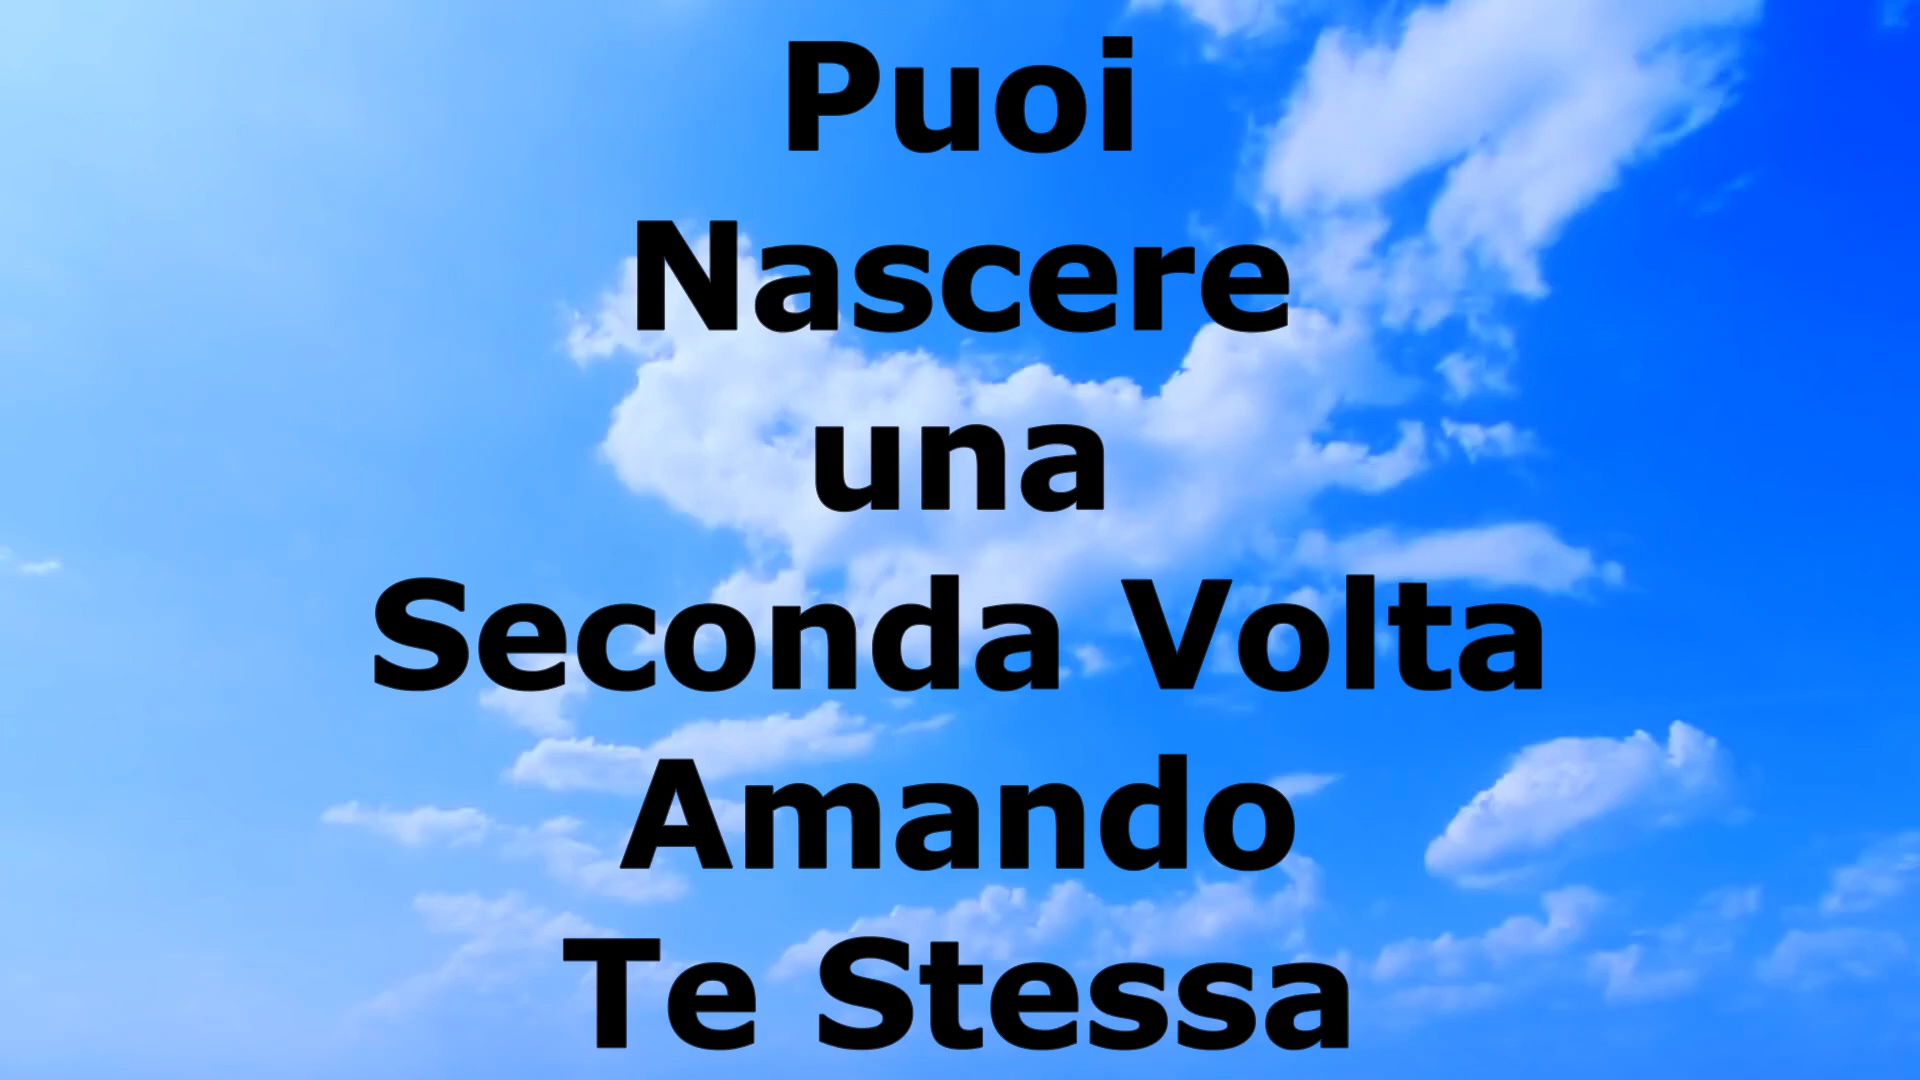 Puoi
Nascere
una
Seconda Volta
Amando
Te Stessa